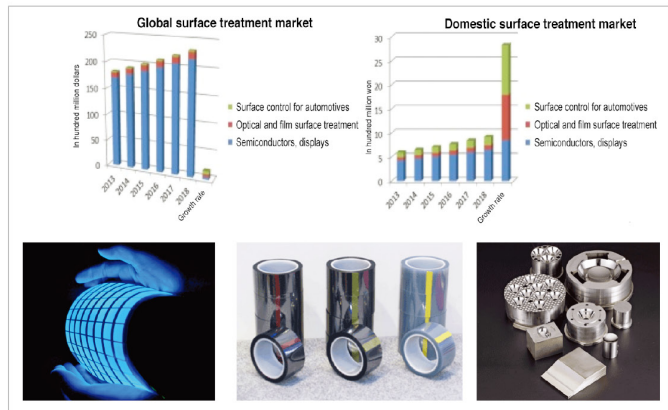 Global surface treatment market
In hundred million dollars
250
200
150
100
50
0
2013
2014
2015
2016
2017
2018
Growth rate
Surface control for automotives
Optical and film surface treatment
Semiconductors, displays
Domestic surface treatment market
In hundred million won
30
25
20
15
10
5
0
2013
2014
2015
2016
2017
2018
Growth rate
Surface control for automotives
Optical and film surface treatment
Semiconductors, displays